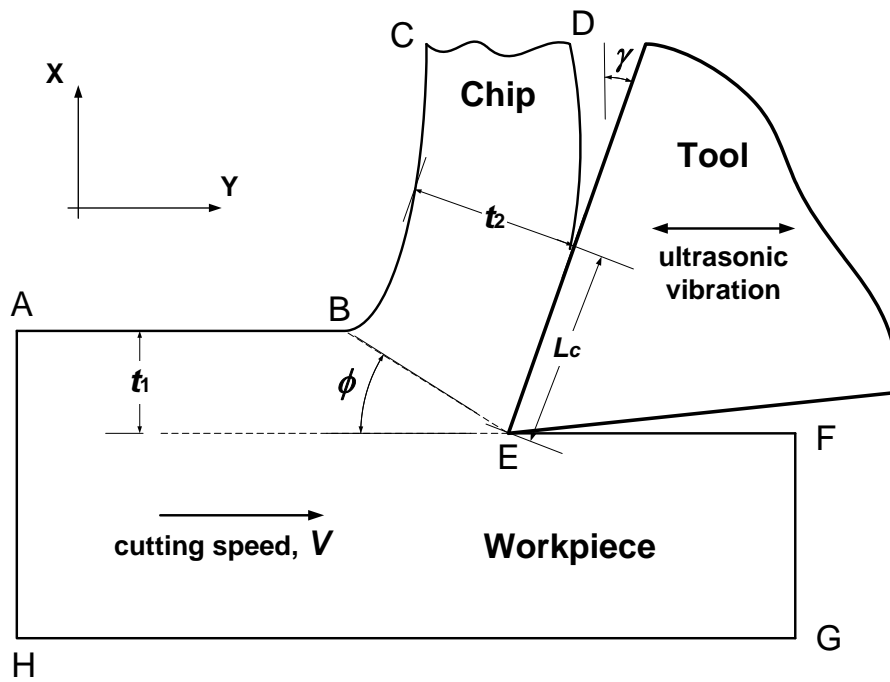 C
D
γ
X
Chip
Tool
Y
t2
ultrasonic
vibration
A
B
Lc
t1
ϕ
E
F
cutting speed, V
Workpiece
H
G